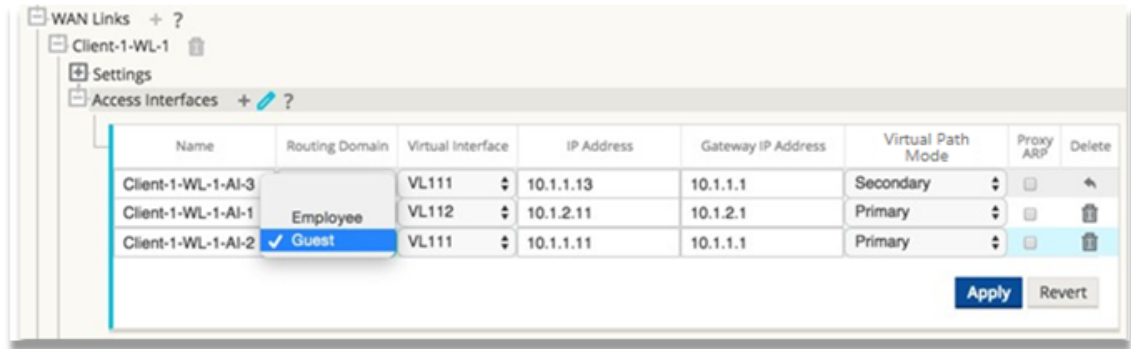 WAN Links + ?
Client-1-WL-1
Settings
Access Interfaces + ?
Name Routing Domain Virtual Interface IP Address Gateway IP Address Virtual Path Mode Proxy ARP Delete
Client-1-WL-1-AI-3 VL111 10.1.1.13 10.1.1.1 Secondary
Client-1-WL-1-AI-1 Employee VL112 10.1.2.11 10.1.2.1 Primary
Client-1-WL-1-AI-2 ✓ Guest VL111 10.1.1.11 10.1.1.1 Primary
Apply Revert